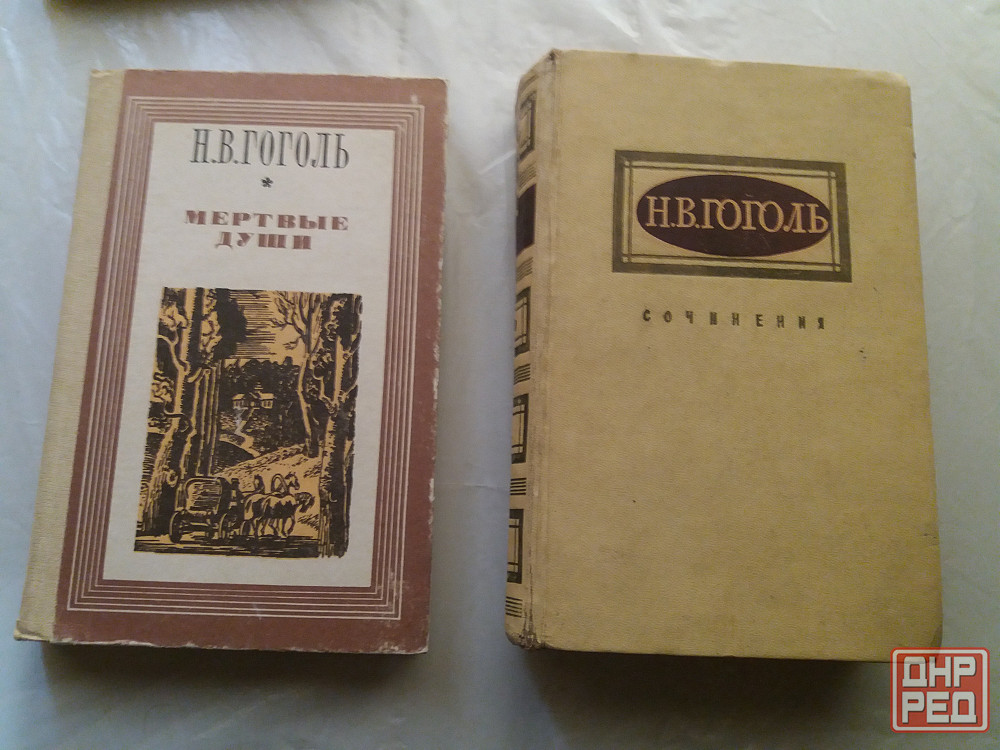 Н.В.ГОГОЛЬ
*
МЕРТВЫЕ
ДУШИ
Н.В.ГОГОЛЬ
СОЧИНЕНИЯ
ДНР
РЕД